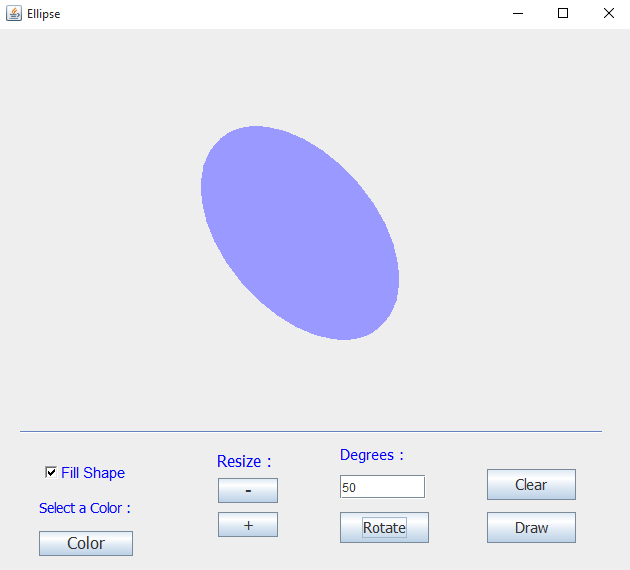 Ellipse
Fill Shape
Select a Color :
Color
Resize :
-
+
Degrees :
50
Rotate
Clear
Draw